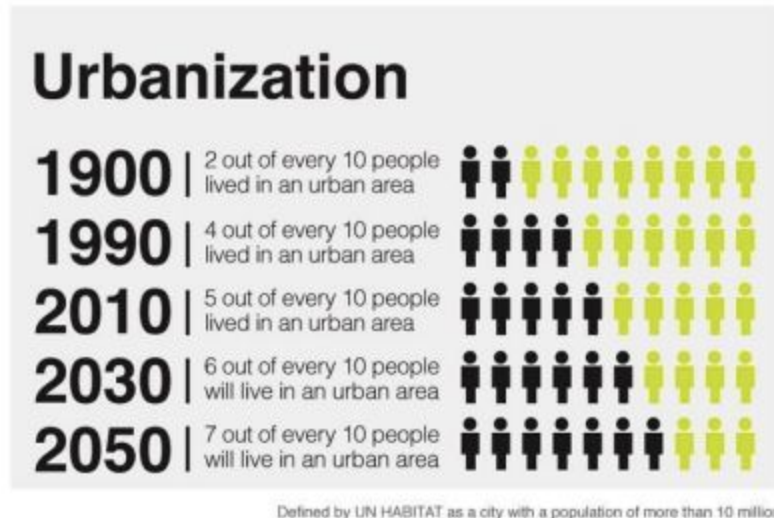 Urbanization
1900
2 out of every 10 people
lived in an urban area
1990
4 out of every 10 people
lived in an urban area
2010
5 out of every 10 people
lived in an urban area
2030
6 out of every 10 people
will live in an urban area
2050
7 out of every 10 people
will live in an urban area
Defined by UN HABITAT as a city with a population of more than 10 million